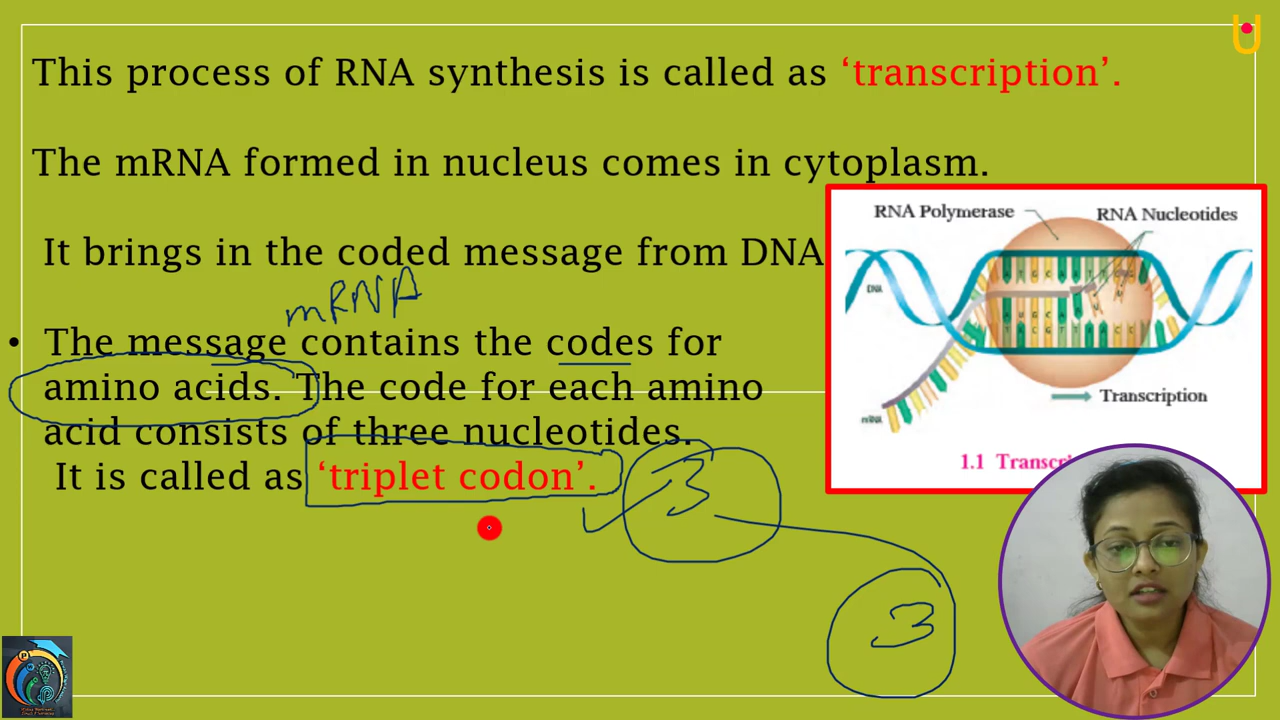 This process of RNA synthesis is called as ‘transcription’.
The mRNA formed in nucleus comes in cytoplasm.
It brings in the coded message from DNA
mRNA
• The message contains the codes for
amino acids. The code for each amino
acid consists of three nucleotides.
It is called as ‘triplet codon’.
3
3
RNA Polymerase
RNA Nucleotides
DNA
mRNA
Transcription
1.1 Transcr